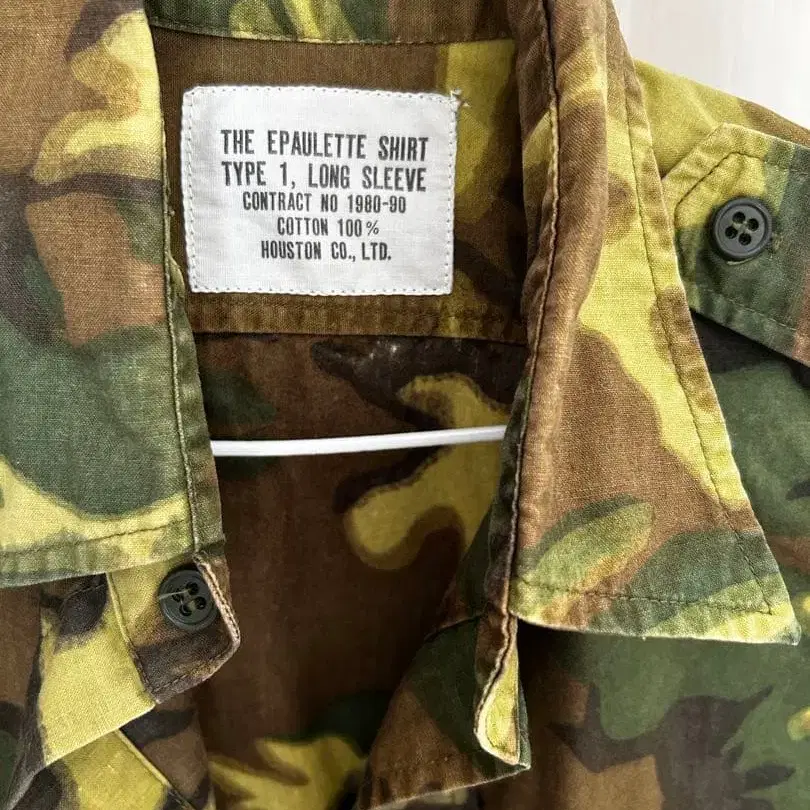 THE EPAULETTE SHIRT
TYPE 1, LONG SLEEVE
CONTRACT NO 1980-90
COTTON 100%
HOUSTON CO., LTD.